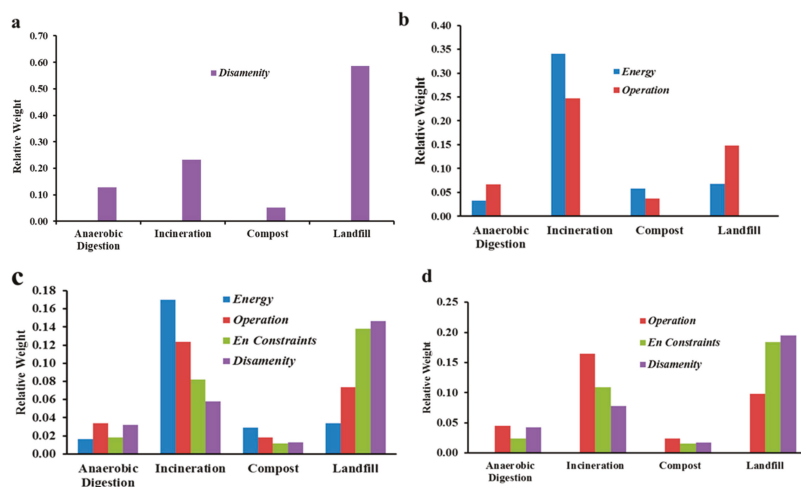 a
0.70
0.60
0.50
0.40
0.30
0.20
0.10
0.00
Relative Weight
Disamenity
Anaerobic
Digestion
Incineration
Compost
Landfill
b
0.40
0.35
0.30
0.25
0.20
0.15
0.10
0.05
0.00
Relative Weight
Energy
Operation
Anaerobic
Digestion
Incineration
Compost
Landfill
c
0.18
0.16
0.14
0.12
0.10
0.08
0.06
0.04
0.02
0.00
Relative Weight
Energy
Operation
En Constraints
Disamenity
Anaerobic
Digestion
Incineration
Compost
Landfill
d
0.25
0.20
0.15
0.10
0.05
0.00
Relative Weight
Operation
En Constraints
Disamenity
Anaerobic
Digestion
Incineration
Compost
Landfill